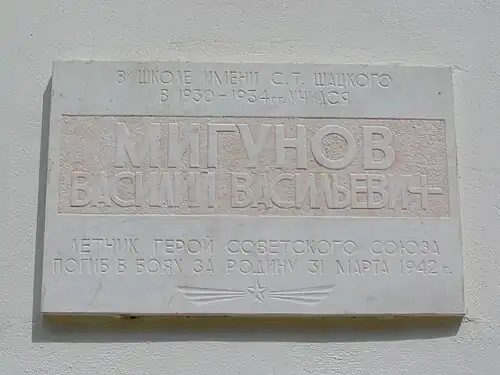 В ШКОЛЕ ИМЕНИ С.Т. ШАЦКОГО
В 1930-1934гг. УЧИЛСЯ
МИГУНОВ
ВАСИЛИЙ ВАСИЛЬЕВИЧ-
ЛЕТЧИК ГЕРОЙ СОВЕТСКОГО СОЮЗА
ПОГИБ В БОЯХ ЗА РОДИНУ 31 МАРТА 1942 г.